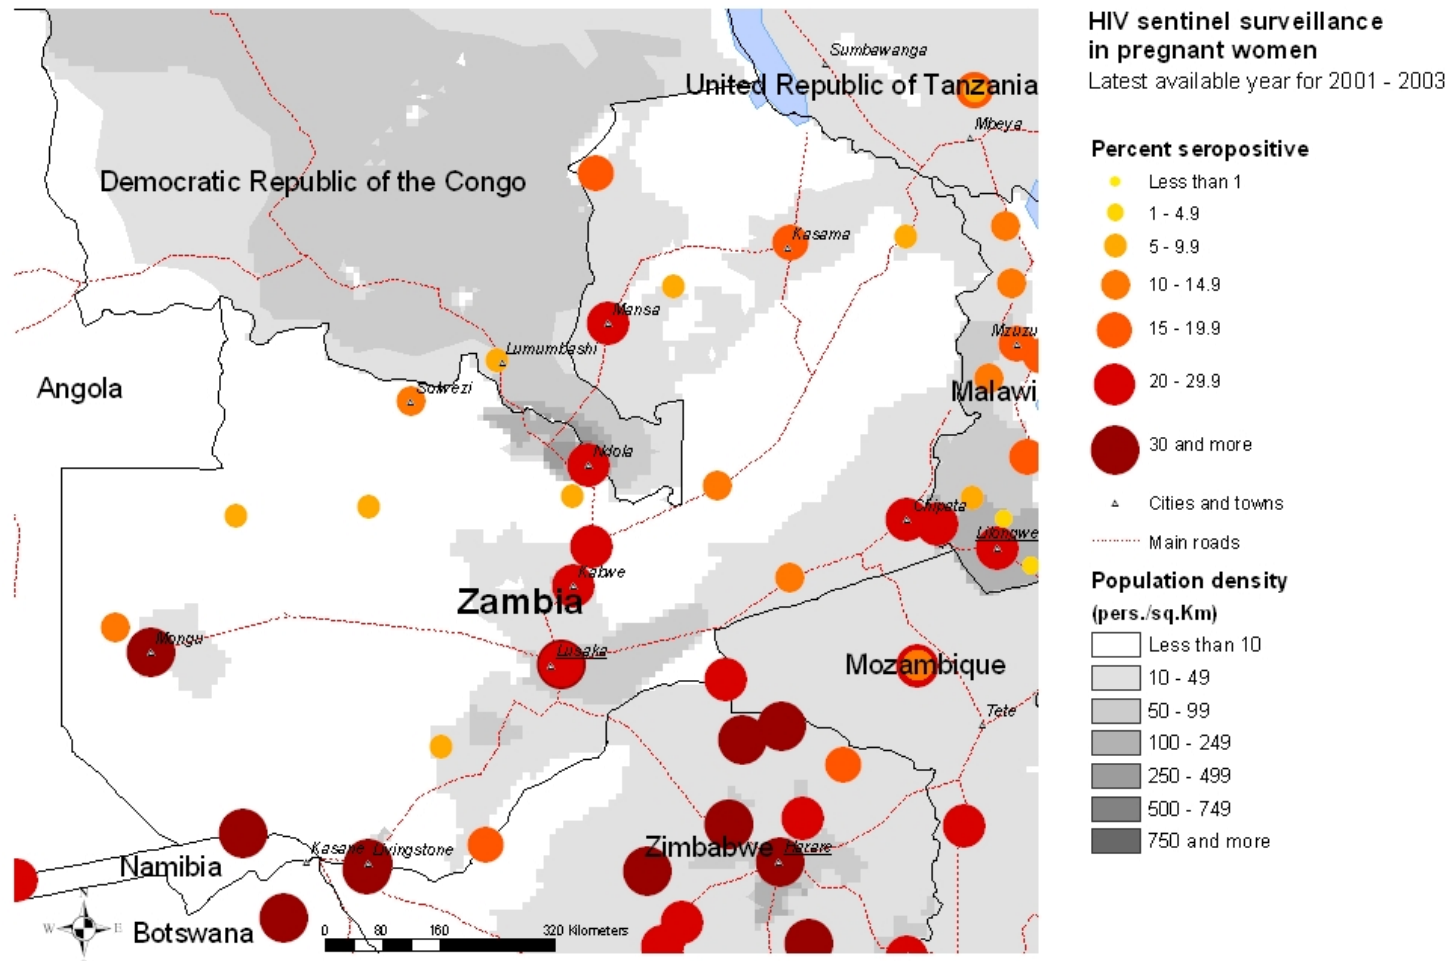 HIV sentinel surveillance
in pregnant women
Latest available year for 2001 - 2003
Percent seropositive
Less than 1
1 - 4.9
5 - 9.9
10 - 14.9
15 - 19.9
20 - 29.9
30 and more
Cities and towns
Main roads
Population density
(pers./sq.Km)
Less than 10
10 - 49
50 - 99
100 - 249
250 - 499
500 - 749
750 and more
Sumbawanga
United Republic of Tanzania
Mbeya
Democratic Republic of the Congo
Kasama
Mansa
Mzuzu
Lumumbashi
Angola
Solwezi
Malawi
Ndola
Chipata
Lilongwe
Kabwe
Zambia
Mongu
Lusaka
Mozambique
Tete
Zimbabwe
Harare
Kasane
Livingstone
Namibia
Botswana
N
W
E
S
0 80 160 320 Kilometers